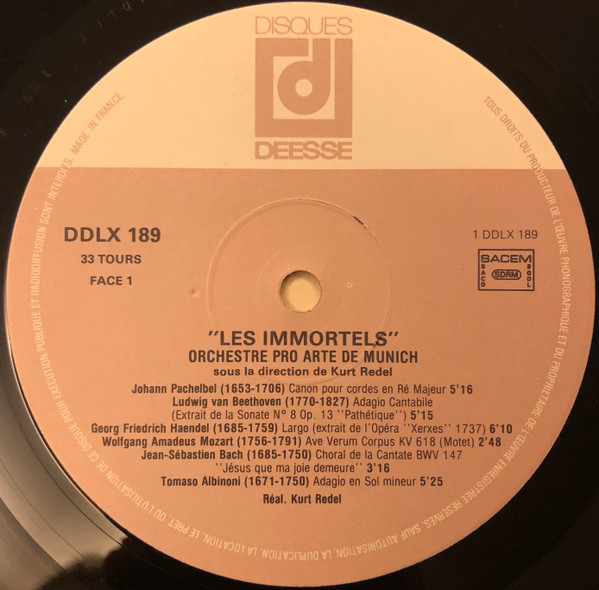 DISQUES
DEESSE
DDLX 189
33 TOURS
FACE 1
1 DDLX 189
SACEM
SACD
SDRM
SGDL
"LES IMMORTELS"
ORCHESTRE PRO ARTE DE MUNICH
sous la direction de Kurt Redel
Johann Pachelbel (1653-1706) Canon pour cordes en Ré Majeur 5'16
Ludwig van Beethoven (1770-1827) Adagio Cantabile
(Extrait de la Sonate N° 8 Op. 13 "Pathétique") 5'15
Georg Friedrich Haendel (1685-1759) Largo (extrait de l'Opéra "Xerxes" 1737) 6'10
Wolfgang Amadeus Mozart (1756-1791) Ave Verum Corpus KV 618 (Motet) 2'48
Jean-Sébastien Bach (1685-1750) Choral de la Cantate BWV 147
"Jésus que ma joie demeure" 3'16
Tomaso Albinoni (1671-1750) Adagio en Sol mineur 5'25
Réal. Kurt Redel
TOUS DROITS DU PRODUCTEUR DE L'ŒUVRE PHONOGRAPHIQUE ET DU PROPRIETAIRE DE L'ŒUVRE ENREGISTREE RESERVES. SAUF AUTORISATION, LA DUPLICATION, LA LOCATION, LE PRET, OU L'UTILISATION DE CE DISQUE POUR EXECUTION PUBLIQUE ET RADIODIFFUSION SONT INTERDITS. MADE IN FRANCE.